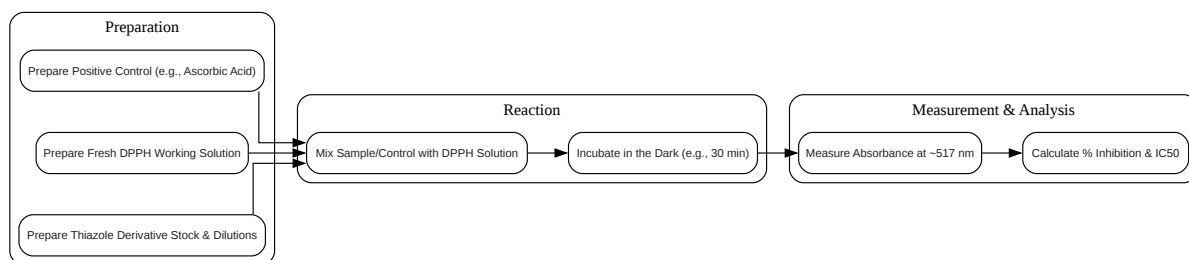 Preparation
Prepare Positive Control (e.g., Ascorbic Acid)
Prepare Fresh DPPH Working Solution
Prepare Thiazole Derivative Stock & Dilutions
Reaction
Mix Sample/Control with DPPH Solution
Incubate in the Dark (e.g., 30 min)
Measurement & Analysis
Measure Absorbance at ~517 nm
Calculate % Inhibition & IC50